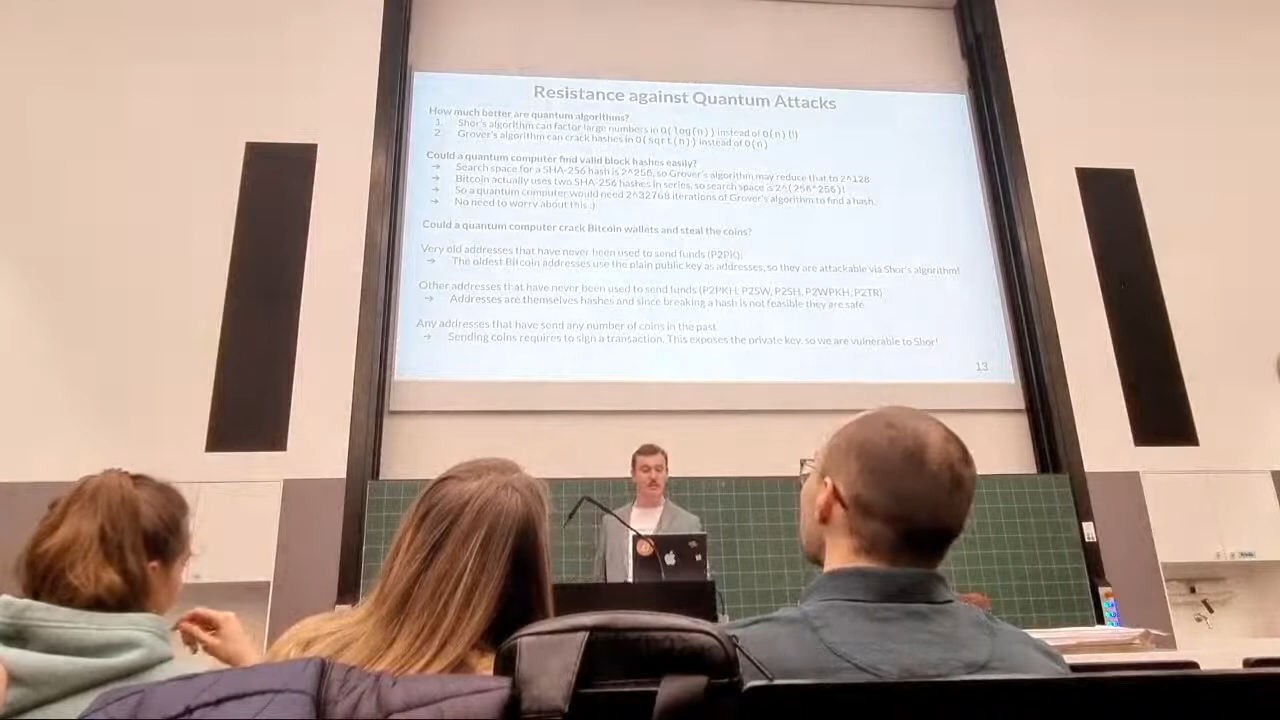 Resistance against Quantum Attacks
How much better are quantum algorithms?
1. Shor's algorithm can factor large numbers in O(log(n)) instead of O(n) (!)
2. Grover's algorithm can crack hashes in O(sqrt(n)) instead of O(n)
Could a quantum computer find valid block hashes easily?
→ Search space for a SHA-256 hash is 2^256, so Grover's algorithm may reduce that to 2^128
→ Bitcoin actually uses two SHA-256 hashes in series, so search space is 2^(256*256)!
→ So a quantum computer would need 2^32768 iterations of Grover's algorithm to find a hash.
→ No need to worry about this :)
Could a quantum computer crack Bitcoin wallets and steal the coins?
Very old addresses that have never been used to send funds (P2PK):
→ The oldest Bitcoin addresses use the plain public key as addresses, so they are attackable via Shor's algorithm!
Other addresses that have never been used to send funds (P2PKH, P2SW, P2SH, P2WPKH, P2TR)
→ Addresses are themselves hashes and since breaking a hash is not feasible they are safe
Any addresses that have send any number of coins in the past
→ Sending coins requires to sign a transaction. This exposes the private key, so we are vulnerable to Shor!
13